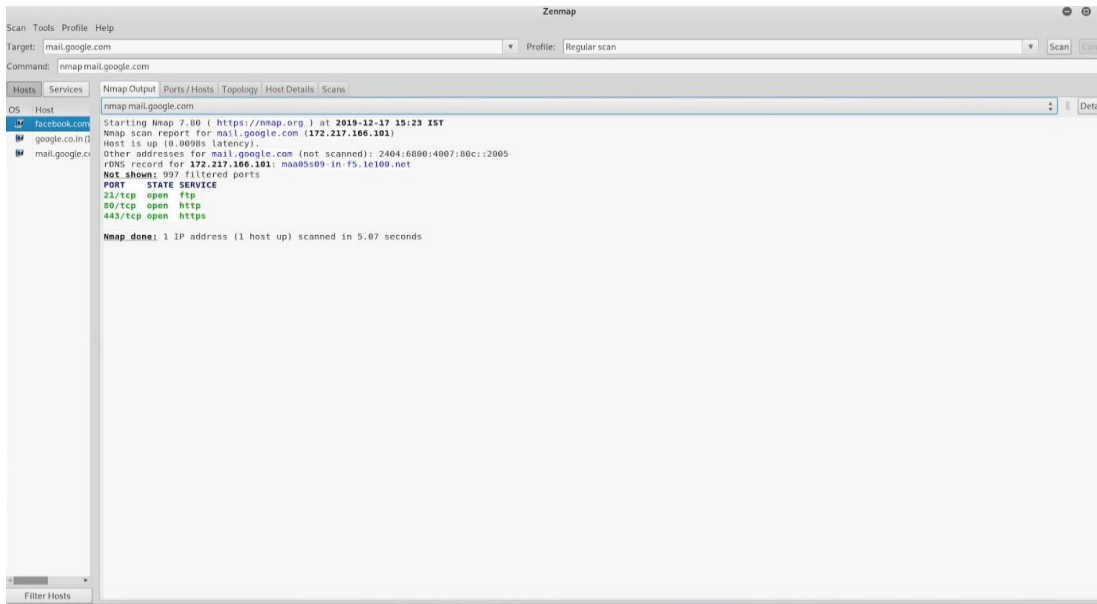 Zenmap
Scan Tools Profile Help
Target: mail.google.com Profile: Regular scan Scan
Command: nmap mail.google.com
Hosts Services Nmap Output Ports / Hosts Topology Host Details Scans
OS Host nmap mail.google.com
facebook.com
google.co.in
mail.google.c
Starting Nmap 7.80 ( https://nmap.org ) at 2019-12-17 15:23 IST
Nmap scan report for mail.google.com (172.217.166.101)
Host is up (0.0098s latency).
Other addresses for mail.google.com (not scanned): 2404:6800:4007:80c::2005
rDNS record for 172.217.166.101: maa05s09-in-f5.1e100.net
Not shown: 997 filtered ports
PORT STATE SERVICE
21/tcp open ftp
80/tcp open http
443/tcp open https
Nmap done: 1 IP address (1 host up) scanned in 5.07 seconds
Filter Hosts